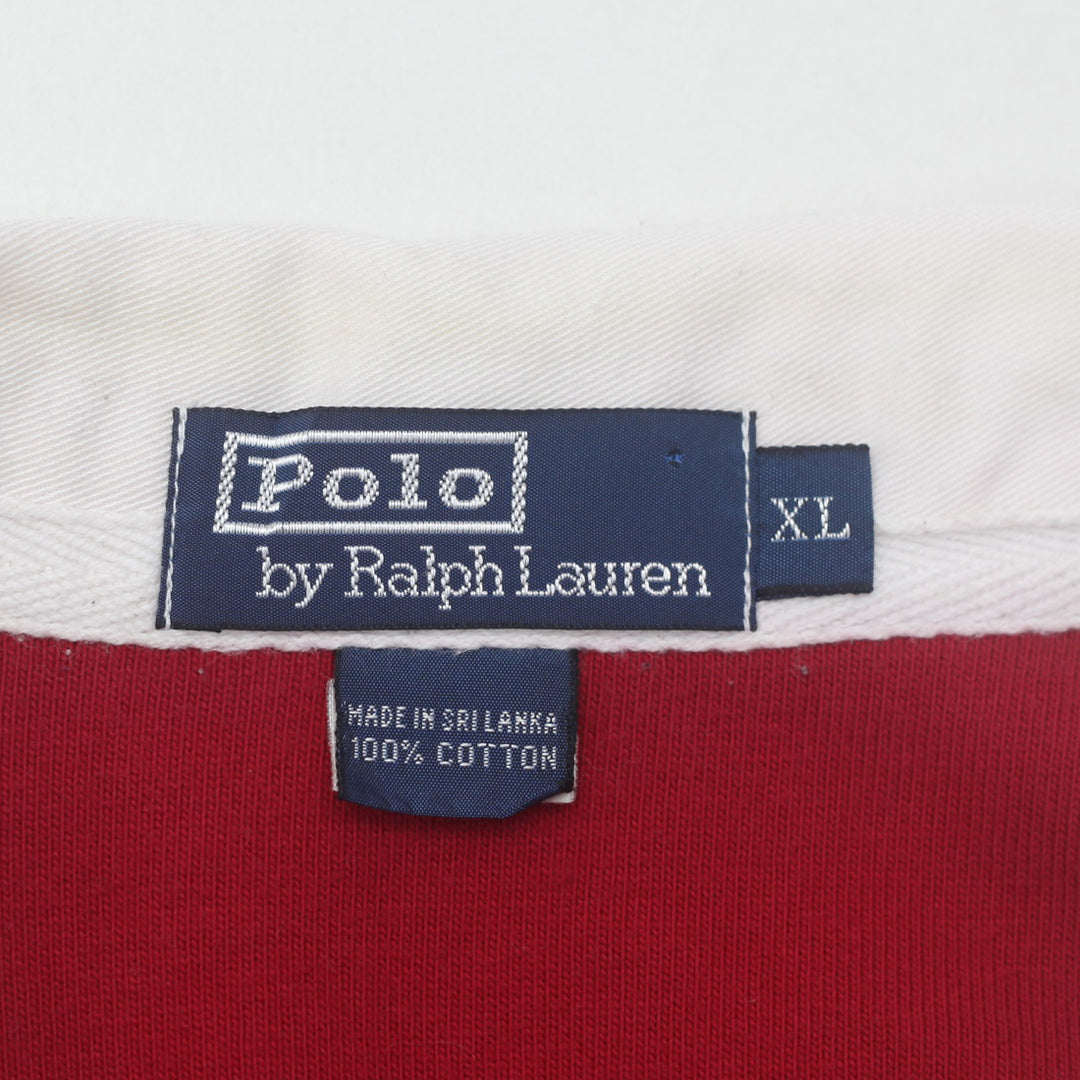 Polo
by Ralph Lauren
XL
MADE IN SRI LANKA
100% COTTON